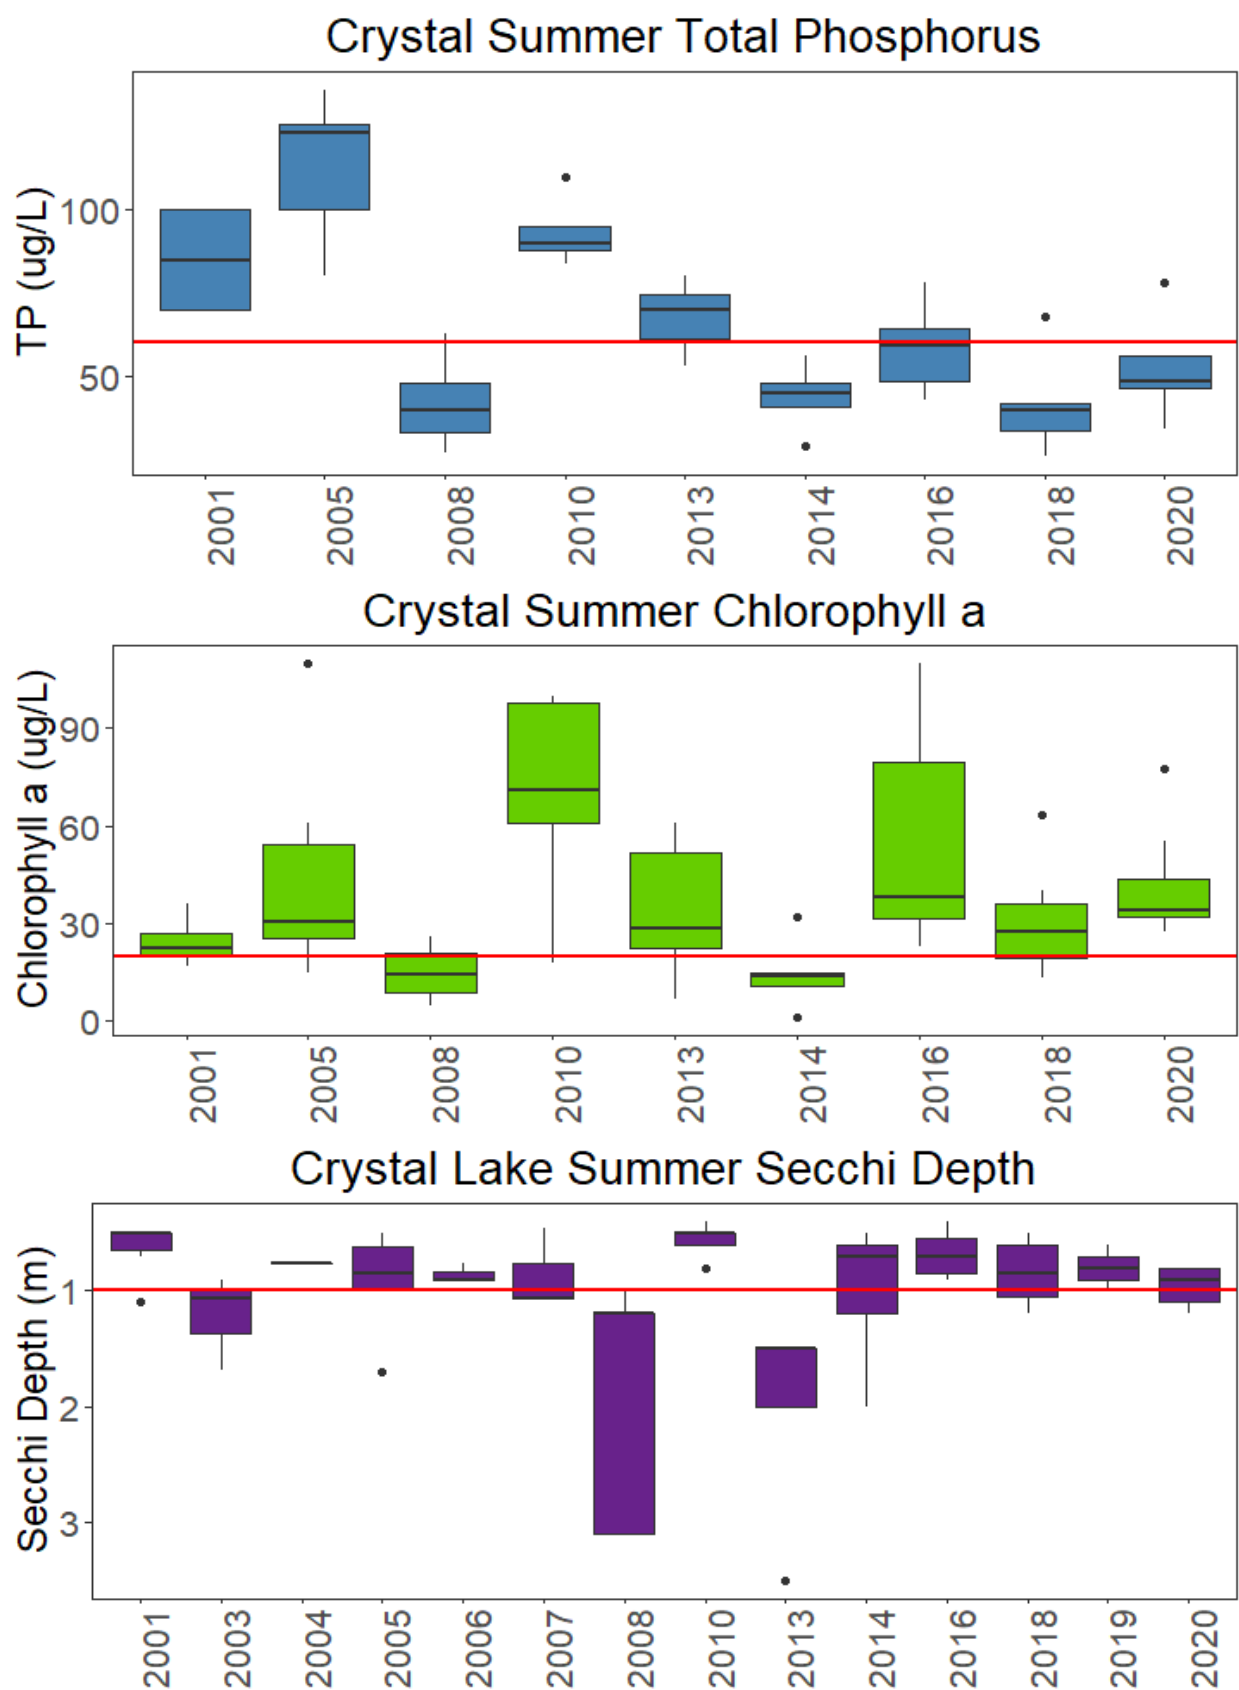 Crystal Summer Total Phosphorus
TP (ug/L)
100
50
2001 2005 2008 2010 2013 2014 2016 2018 2020
Crystal Summer Chlorophyll a
Chlorophyll a (ug/L)
90
60
30
0
2001 2005 2008 2010 2013 2014 2016 2018 2020
Crystal Lake Summer Secchi Depth
Secchi Depth (m)
1
2
3
2001 2003 2004 2005 2006 2007 2008 2010 2013 2014 2016 2018 2019 2020